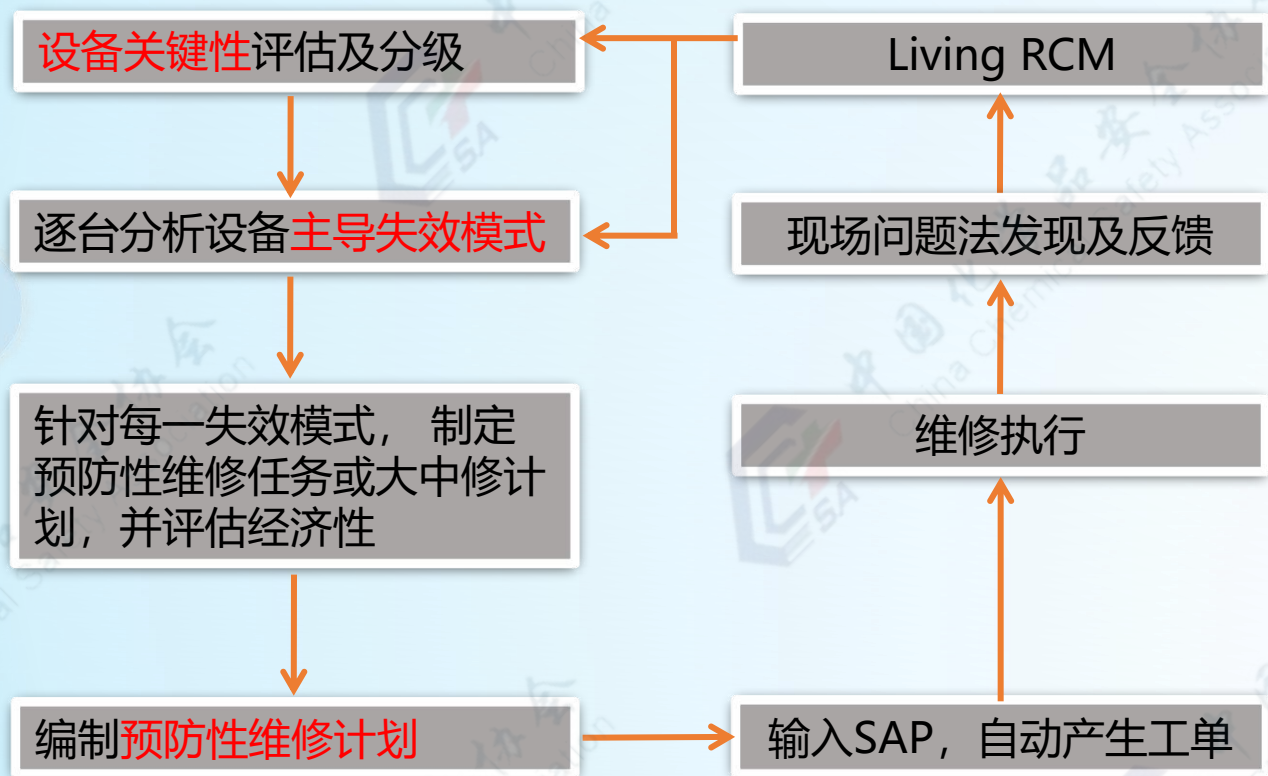 设备关键性评估及分级
逐台分析设备主导失效模式
针对每一失效模式， 制定
预防性维修任务或大中修计
划，并评估经济性
编制预防性维修计划
输入SAP，自动产生工单
维修执行
现场问题法发现及反馈
Living RCM